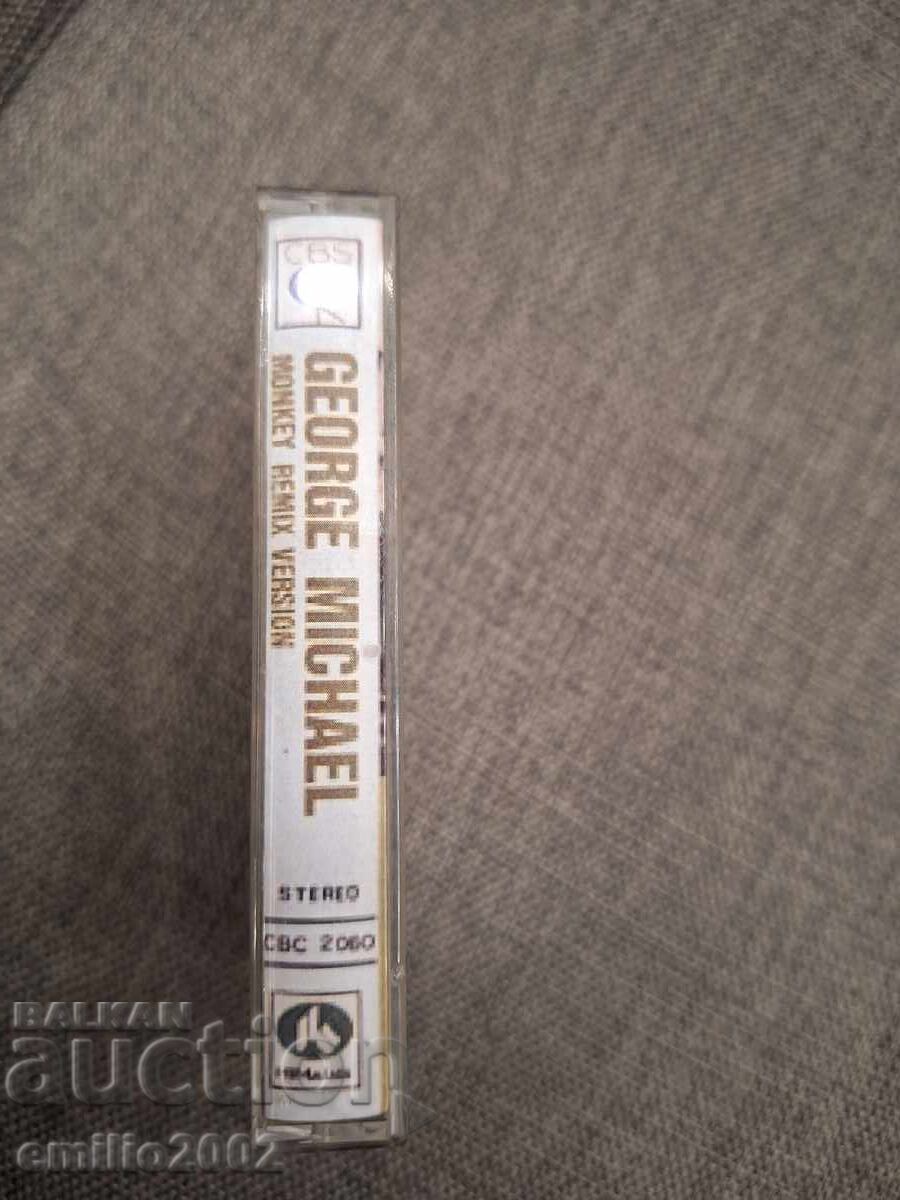 CBS
GEORGE MICHAEL
MONKEY REMIX VERSION
STEREO
CBC 2060
BALKAN
auction
emilio2002